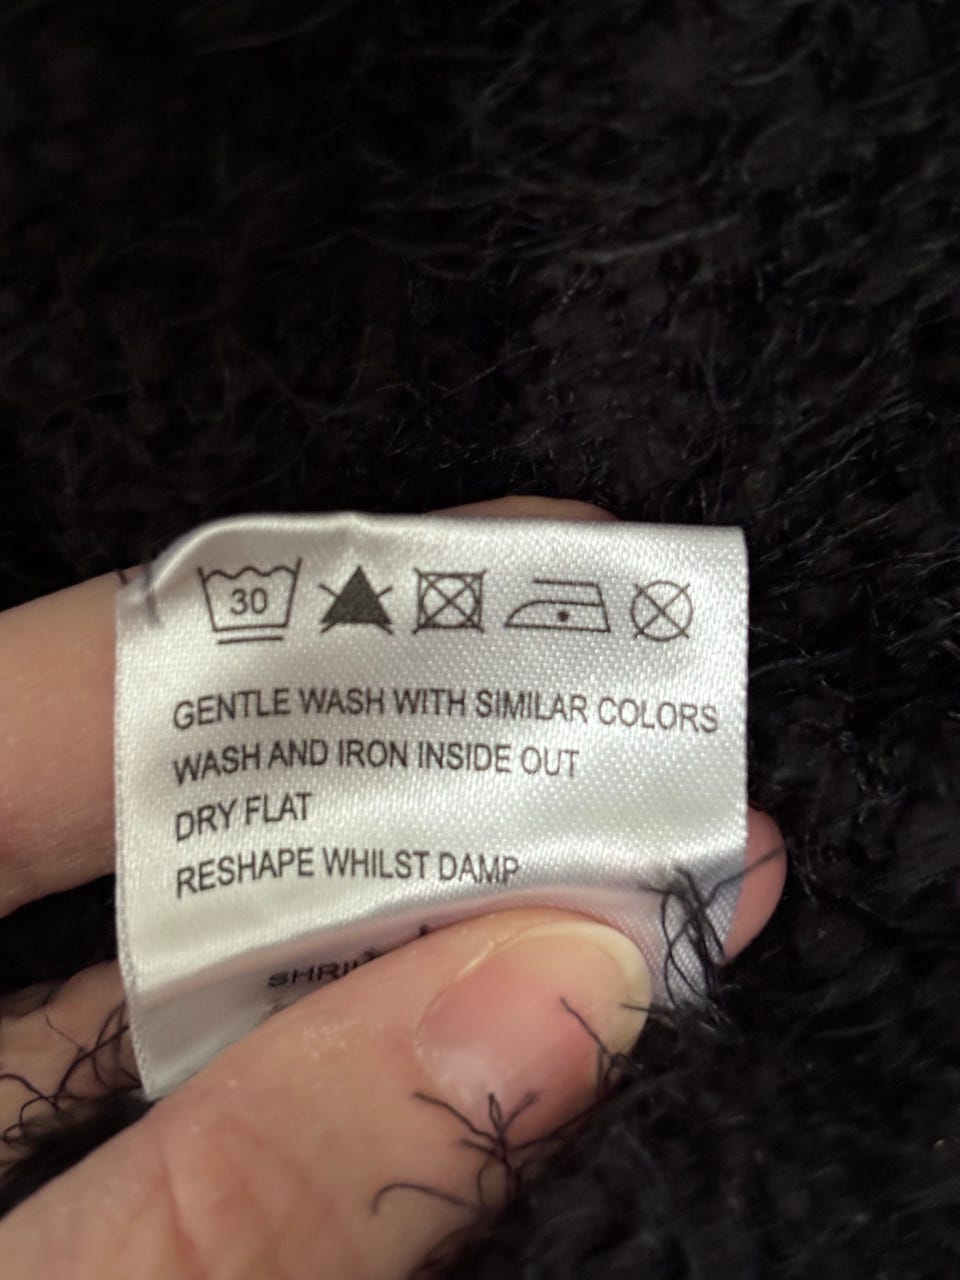 30
GENTLE WASH WITH SIMILAR COLORS
WASH AND IRON INSIDE OUT
DRY FLAT
RESHAPE WHILST DAMP